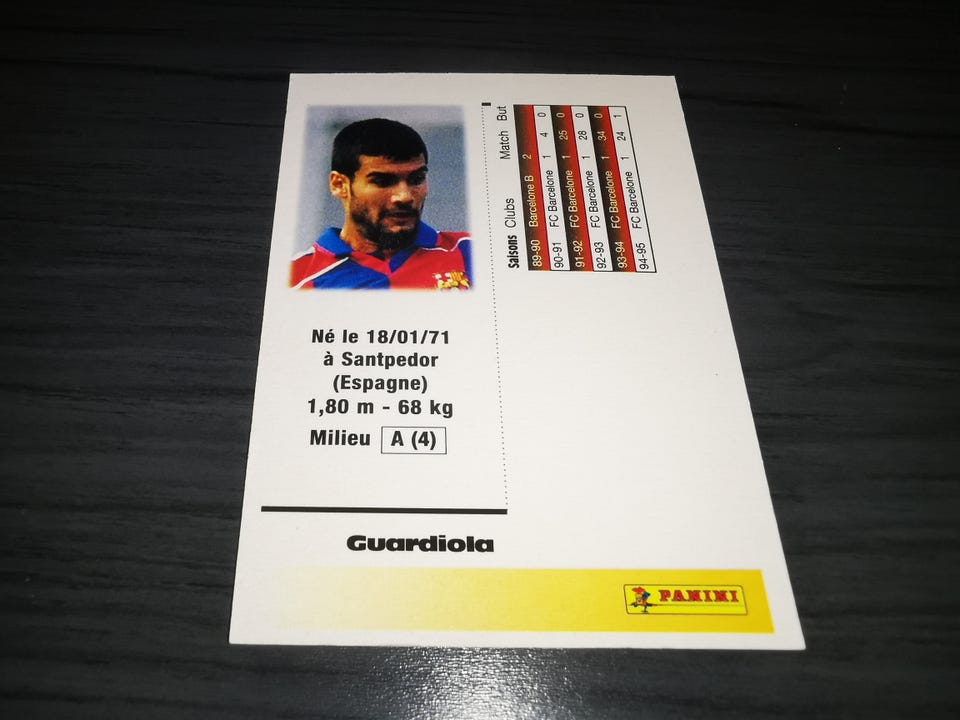 Né le 18/01/71
à Santpedor
(Espagne)
1,80 m - 68 kg
Milieu A (4)
Saisons Clubs Match But
89-90 Barcelone B 2
90-91 FC Barcelone 1 4 0
91-92 FC Barcelone 1 25 0
92-93 FC Barcelone 1 28 0
93-94 FC Barcelone 1 34 0
94-95 FC Barcelone 1 24 1
Guardiola
PANINI